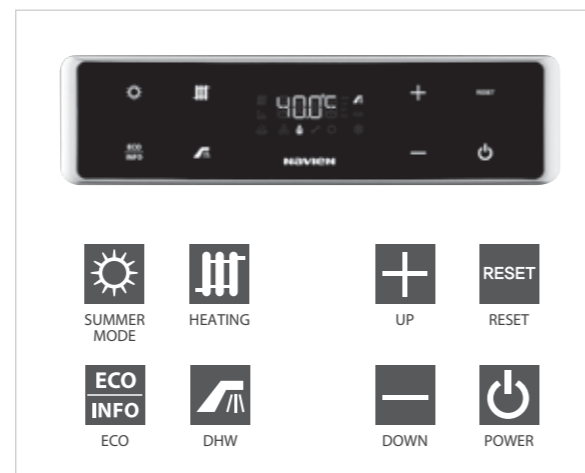 40.0°C
RESET
ECO
INFO
NAVIEN
RESET
SUMMER
MODE
HEATING
UP
RESET
ECO
INFO
ECO
DHW
DOWN
POWER